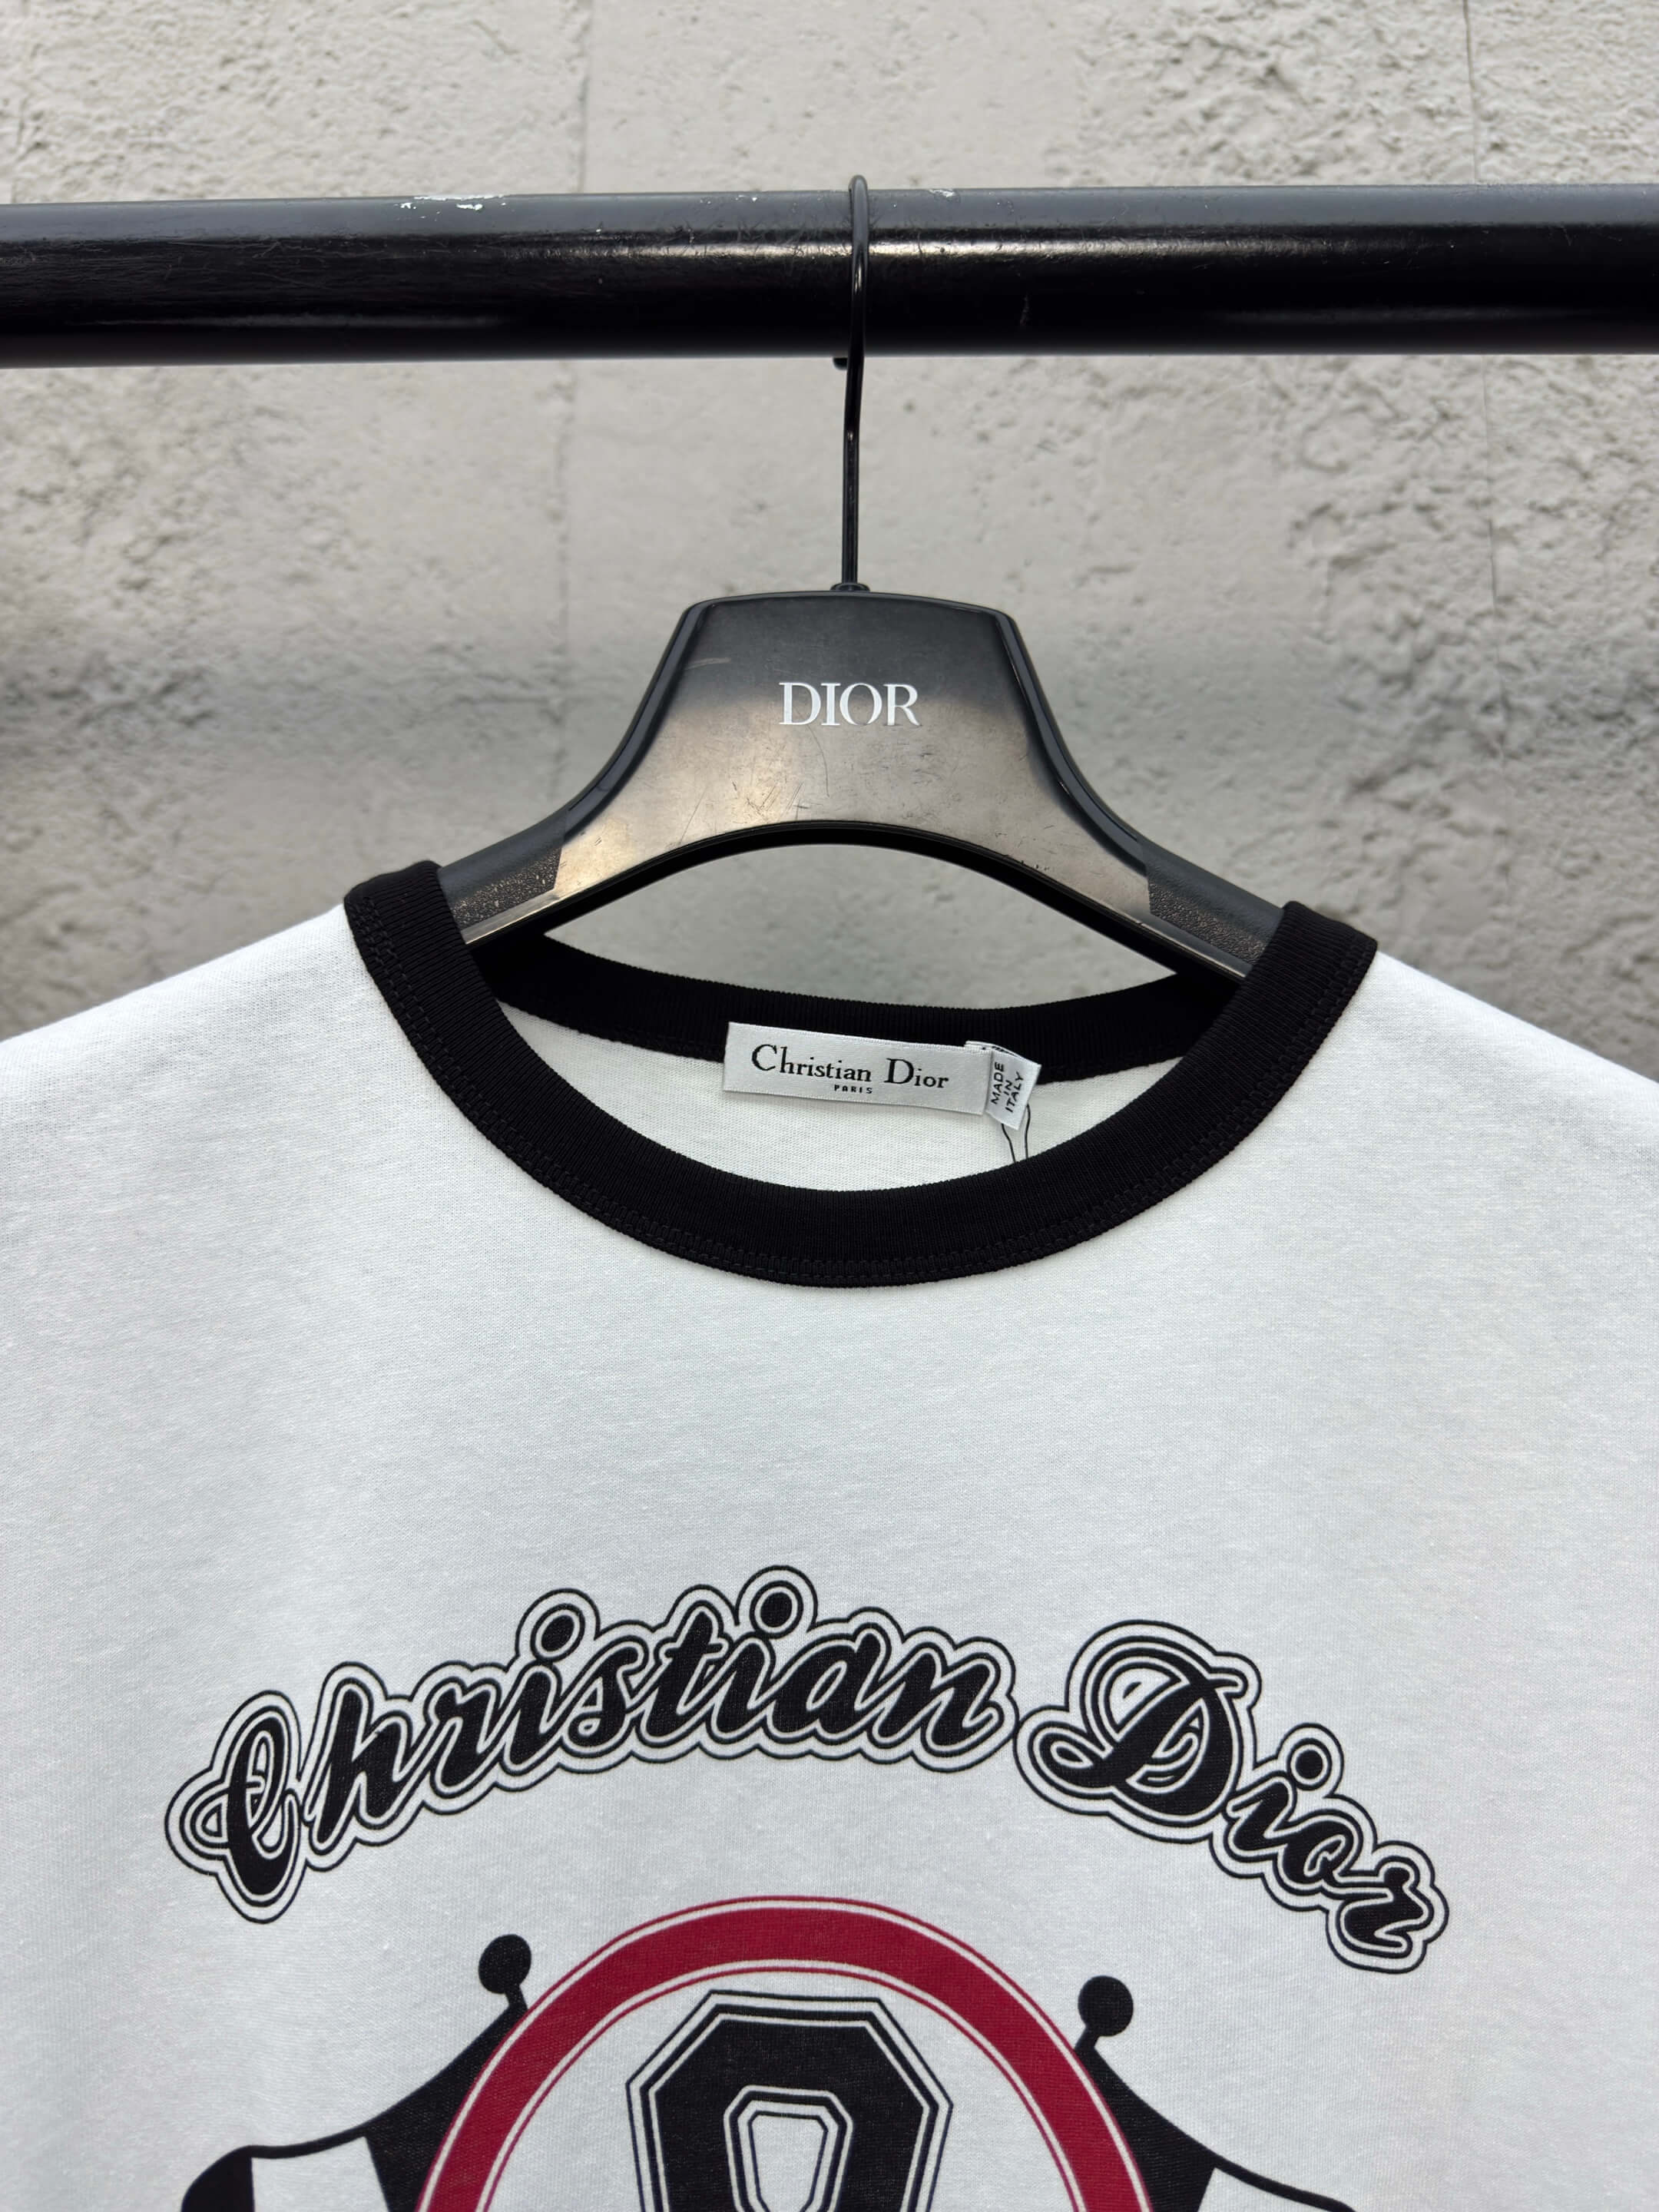 DIOR
Christian Dior
PARIS
MADE
IN
ITALY
Christian Dior